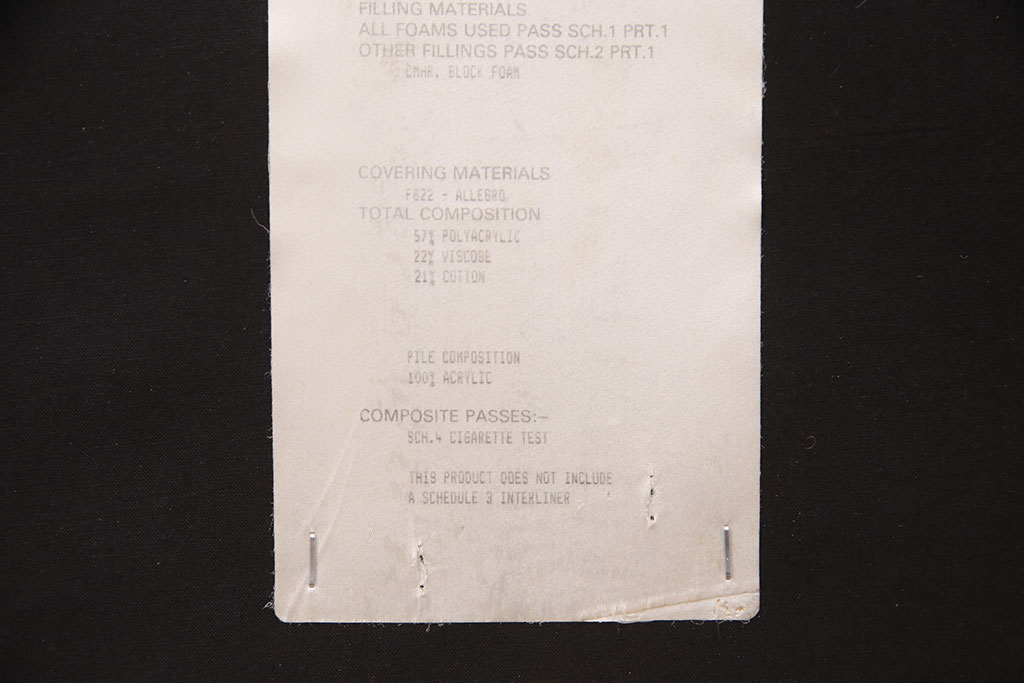 FILLING MATERIALS
ALL FOAMS USED PASS SCH.1 PRT.1
OTHER FILLINGS PASS SCH.2 PRT.1
CMHR. BLOCK FOAM
COVERING MATERIALS
F822 - ALLEGRO
TOTAL COMPOSITION
57% POLYACRYLIC
22% VISCOSE
21% COTTON
PILE COMPOSITION
100% ACRYLIC
COMPOSITE PASSES:–
SCH.4 CIGARETTE TEST
THIS PRODUCT DOES NOT INCLUDE
A SCHEDULE 3 INTERLINER